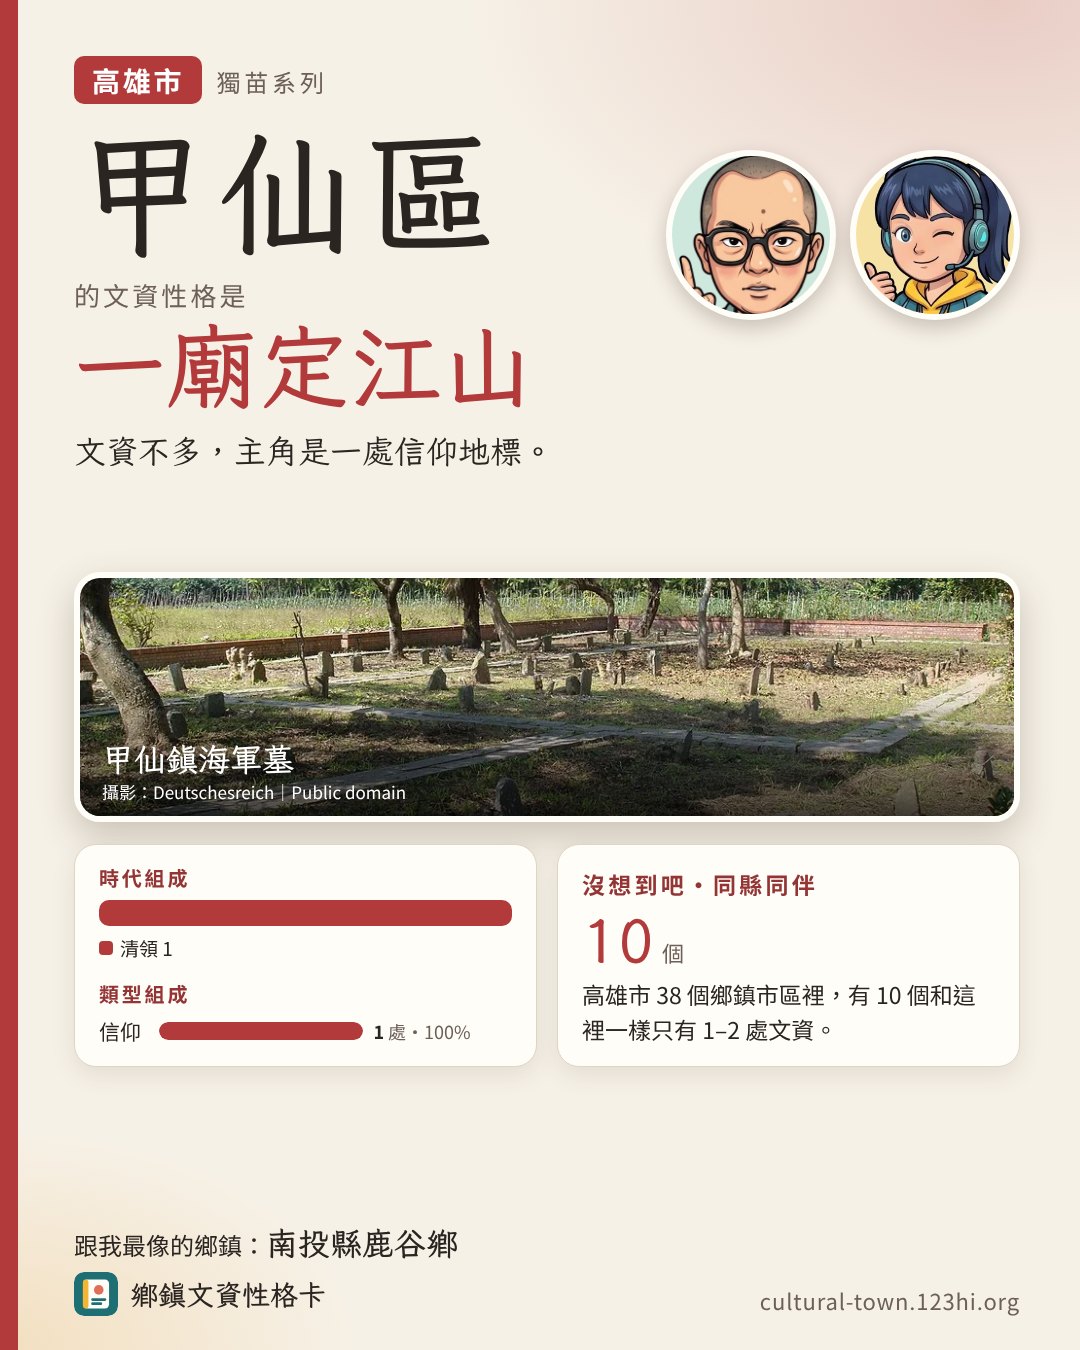 高雄市 獨苗系列
甲仙區
的文資性格是
一廟定江山
文資不多，主角是一處信仰地標。
甲仙鎮海軍墓
攝影：Deutschesreich｜Public domain
時代組成
清領 1
類型組成
信仰 1 處・100%
沒想到吧・同縣同伴
10 個
高雄市 38 個鄉鎮市區裡，有 10 個和這
裡一樣只有 1–2 處文資。
跟我最像的鄉鎮：南投縣鹿谷鄉
鄉鎮文資性格卡
cultural-town.123hi.org